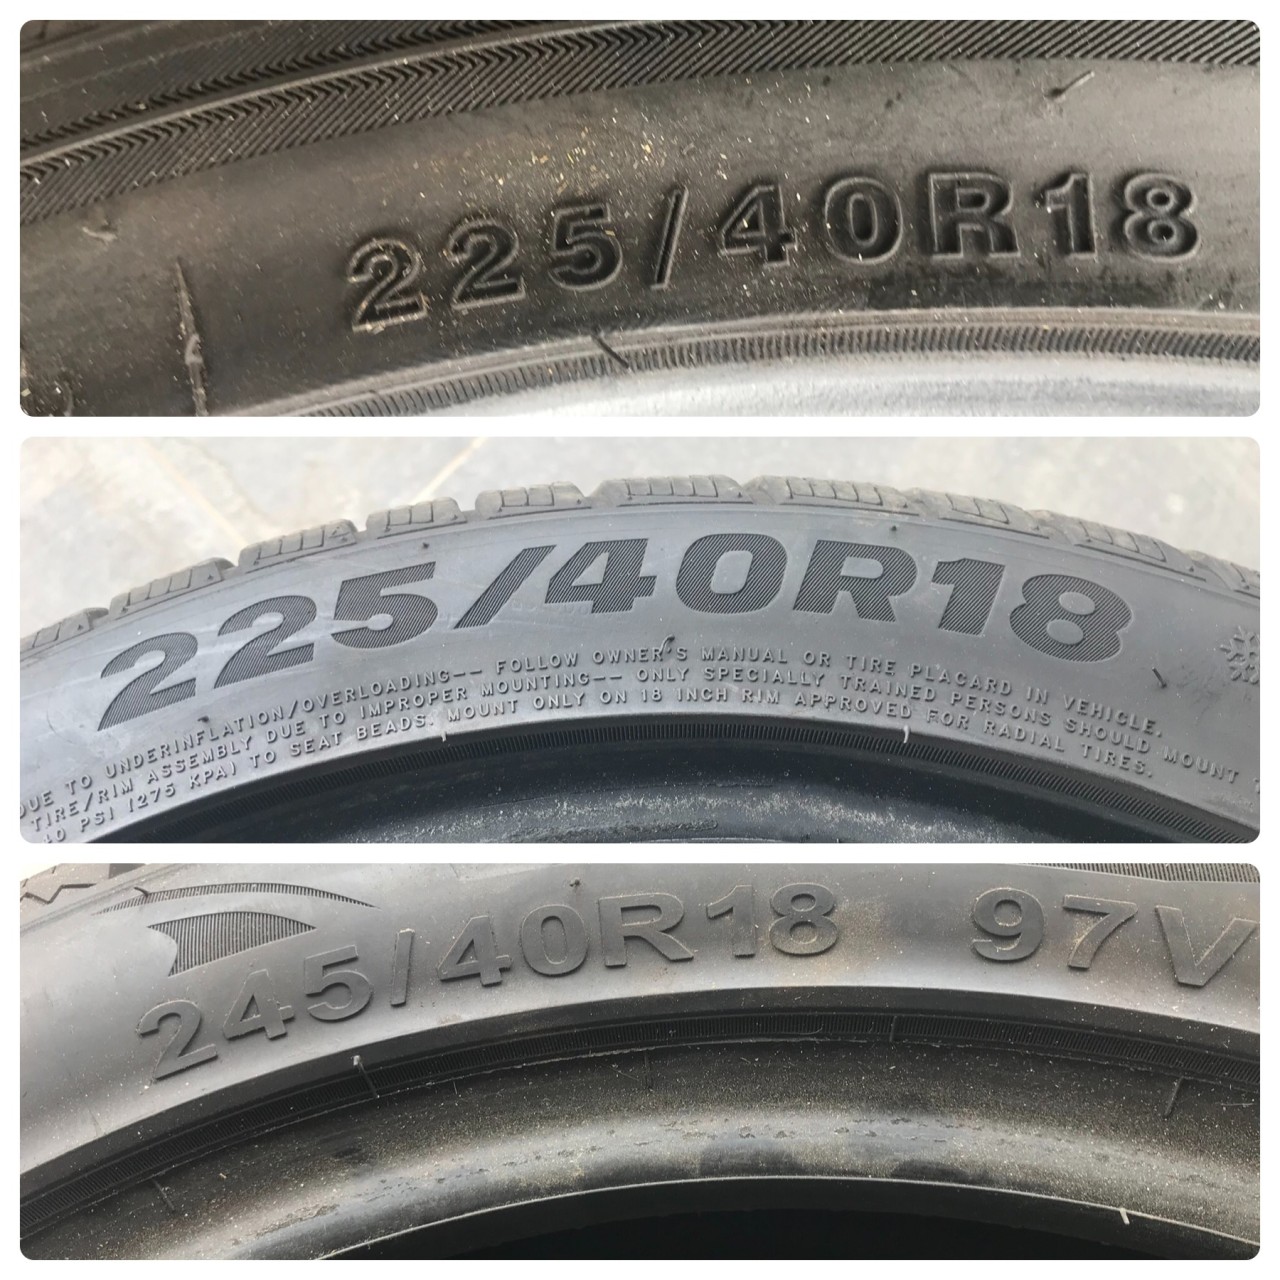 225/40R18
225/40R18
DUE TO UNDERINFLATION/OVERLOADING-- FOLLOW OWNER'S MANUAL OR TIRE PLACARD IN VEHICLE.
TIRE/RIM ASSEMBLY DUE TO IMPROPER MOUNTING-- ONLY SPECIALLY TRAINED PERSONS SHOULD MOUNT
40 PSI (275 KPA) TO SEAT BEADS. MOUNT ONLY ON 18 INCH RIM APPROVED FOR RADIAL TIRES.
245/40R18 97V